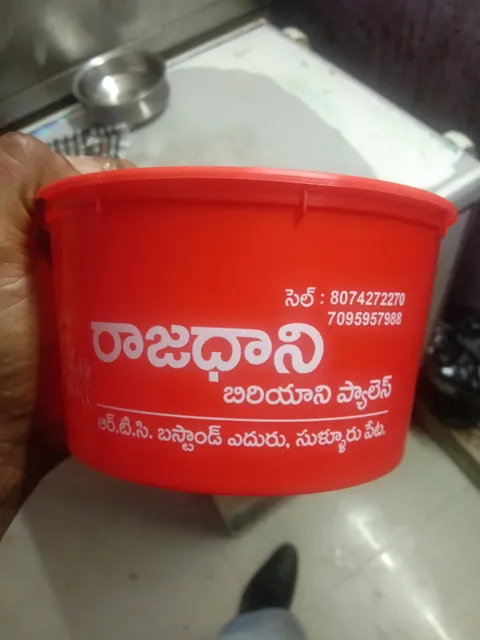 సెల్ : 8074272270
7095957988
రాజధాని
బిరియాని ప్యాలెస్
ఆర్.టి.సి. బస్టాండ్ ఎదురు, సుళ్ళూరు పేట.